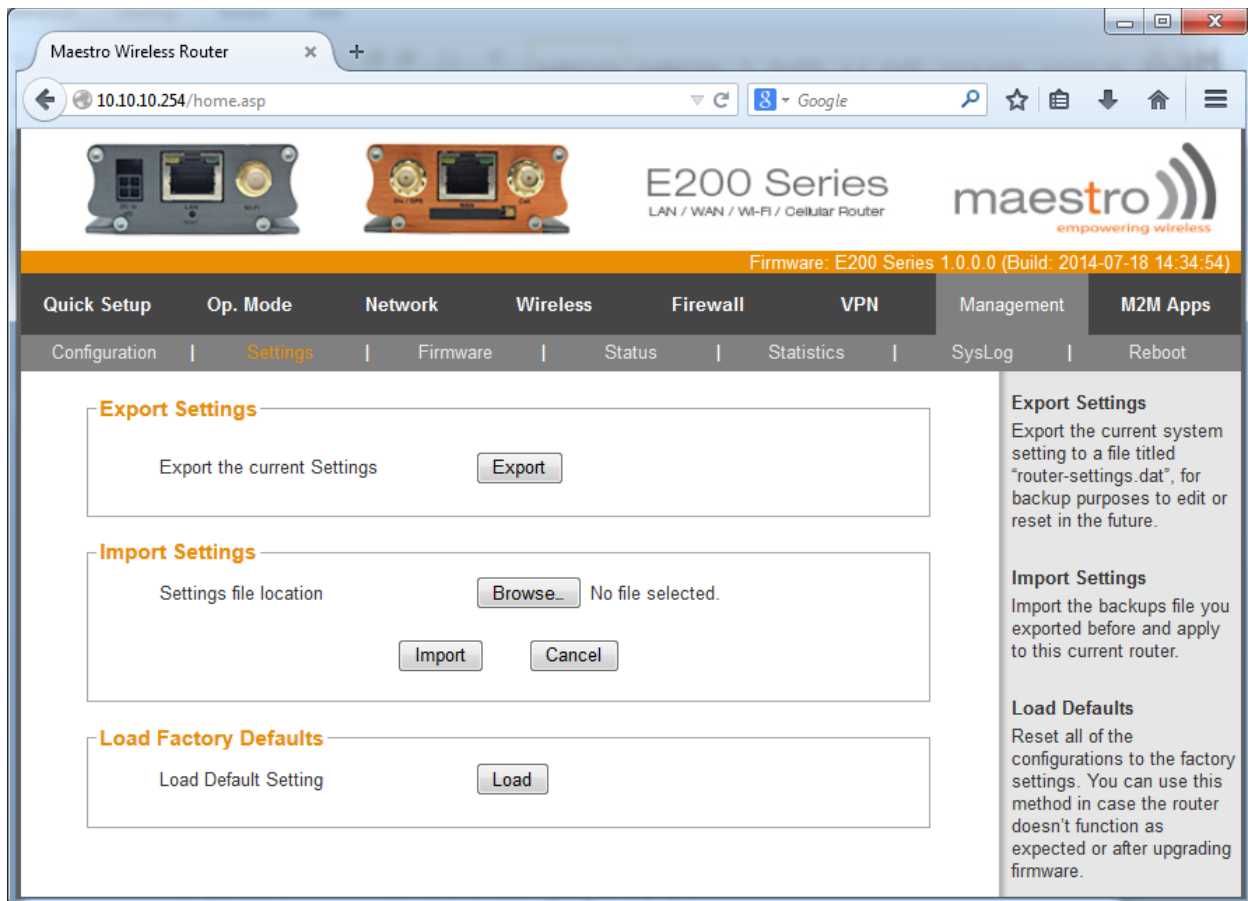 Maestro Wireless Router
10.10.10.254/home.asp
Google
E200 Series
LAN / WAN / WI-FI / Cellular Router
maestro
empowering wireless
Firmware: E200 Series 1.0.0.0 (Build: 2014-07-18 14:34:54)
Quick Setup Op. Mode Network Wireless Firewall VPN Management M2M Apps
Configuration | Settings | Firmware | Status | Statistics | SysLog | Reboot
Export Settings
Export the current Settings Export
Import Settings
Settings file location Browse… No file selected.
Import Cancel
Load Factory Defaults
Load Default Setting Load
Export Settings
Export the current system
setting to a file titled
“router-settings.dat”, for
backup purposes to edit or
reset in the future.
Import Settings
Import the backups file you
exported before and apply
to this current router.
Load Defaults
Reset all of the
configurations to the factory
settings. You can use this
method in case the router
doesn’t function as
expected or after upgrading
firmware.